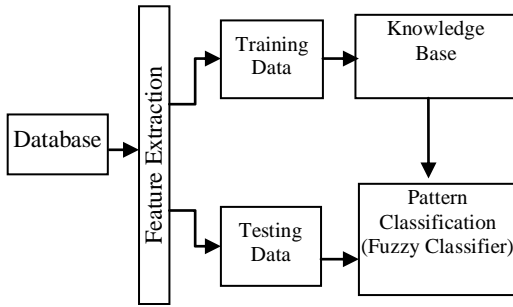 Database
Feature Extraction
Training
Data
Knowledge
Base
Testing
Data
Pattern
Classification
(Fuzzy Classifier)